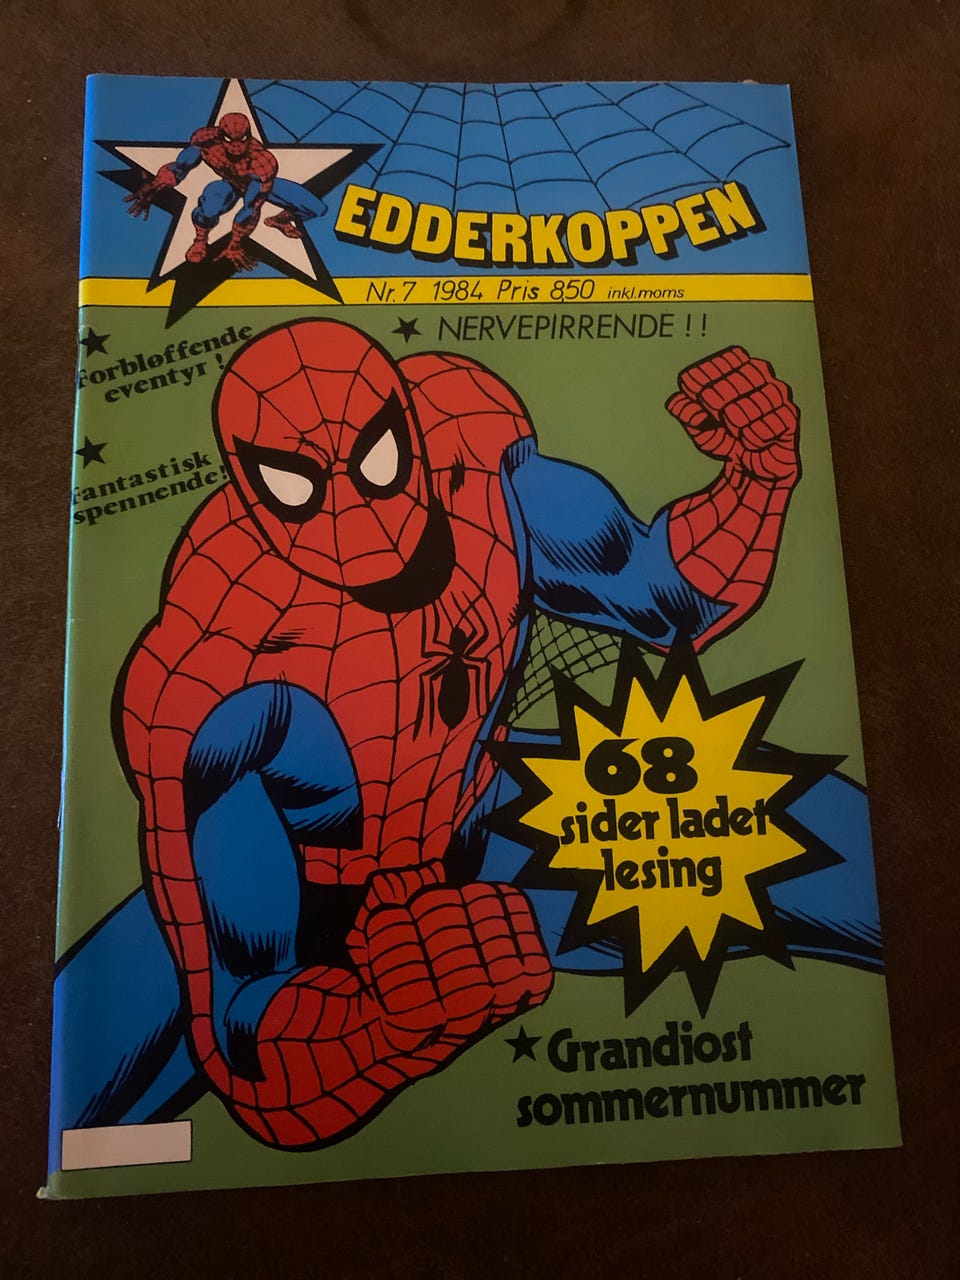 EDDERKOPPEN
Nr. 7 1984 Pris 8,50 inkl.moms
★ NERVEPIRRENDE !!
★ Forbløffende
eventyr !
★ Fantastisk
spennende!
68
sider ladet
lesing
★ Grandiost
sommernummer